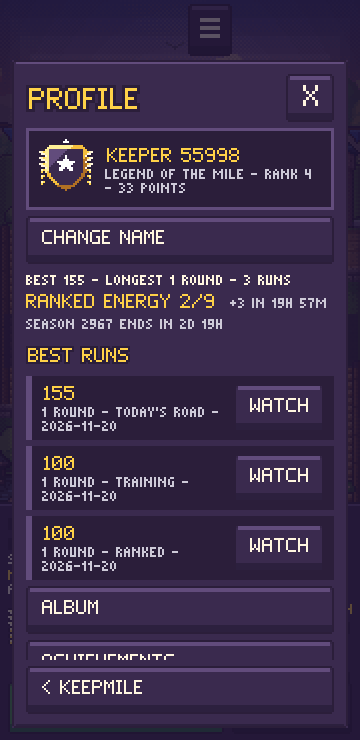 PROFILE
X
KEEPER 55998
LEGEND OF THE MILE - RANK 4
- 33 POINTS
CHANGE NAME
BEST 155 - LONGEST 1 ROUND - 3 RUNS
RANKED ENERGY 2/9 +3 IN 19H 57M
SEASON 2967 ENDS IN 2D 19H
BEST RUNS
155
1 ROUND - TODAY'S ROAD -
2026-11-20
WATCH
100
1 ROUND - TRAINING -
2026-11-20
WATCH
100
1 ROUND - RANKED -
2026-11-20
WATCH
ALBUM
ACHIEVEMENTS
< KEEPMILE